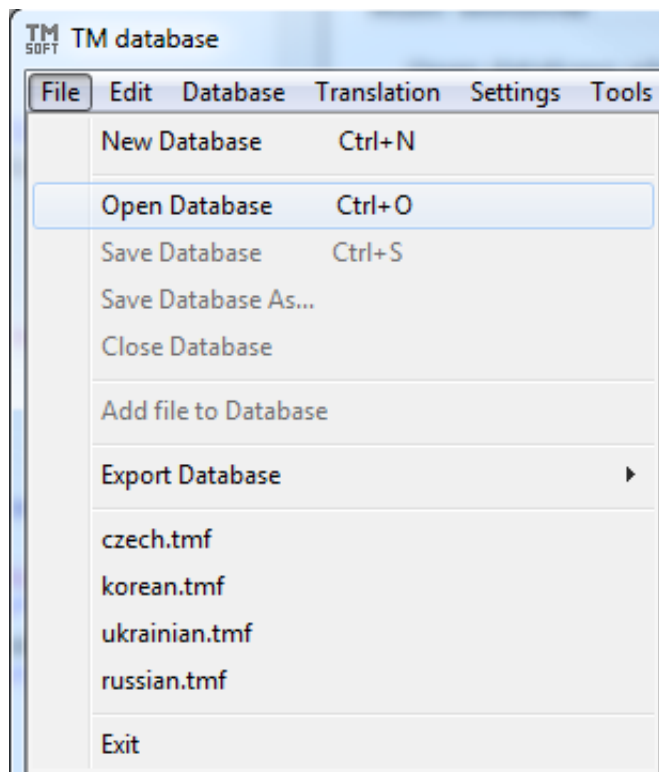 TM SOFT TM database
File Edit Database Translation Settings Tools
New Database Ctrl+N
Open Database Ctrl+O
Save Database Ctrl+S
Save Database As...
Close Database
Add file to Database
Export Database
czech.tmf
korean.tmf
ukrainian.tmf
russian.tmf
Exit